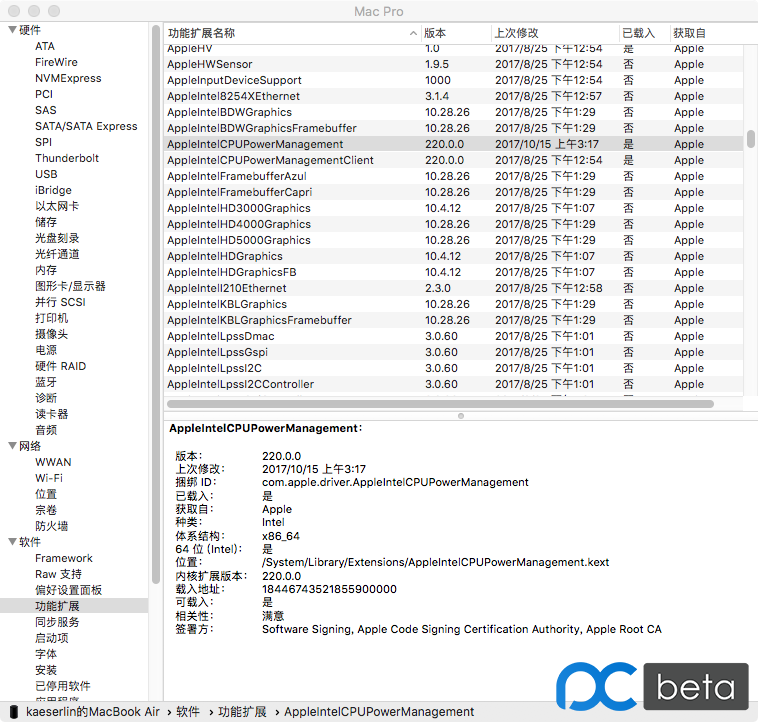 Mac Pro
硬件
ATA
FireWire
NVMExpress
PCI
SAS
SATA/SATA Express
SPI
Thunderbolt
USB
iBridge
以太网卡
储存
光盘刻录
光纤通道
内存
图形卡/显示器
并行 SCSI
打印机
摄像头
电源
硬件 RAID
蓝牙
诊断
读卡器
音频
网络
WWAN
Wi-Fi
位置
宗卷
防火墙
软件
Framework
Raw 支持
偏好设置面板
功能扩展
同步服务
启动项
字体
安装
已停用软件
应用程序
功能扩展名称 版本 上次修改 已载入 获取自
AppleHV 1.0 2017/8/25 下午12:54 是 Apple
AppleHWSensor 1.9.5 2017/8/25 下午12:54 否 Apple
AppleInputDeviceSupport 1000 2017/8/25 下午12:54 否 Apple
AppleIntel8254XEthernet 3.1.4 2017/8/25 下午12:57 否 Apple
AppleIntelBDWGraphics 10.28.26 2017/8/25 下午1:29 否 Apple
AppleIntelBDWGraphicsFramebuffer 10.28.26 2017/8/25 下午1:29 否 Apple
AppleIntelCPUPowerManagement 220.0.0 2017/10/15 上午3:17 是 Apple
AppleIntelCPUPowerManagementClient 220.0.0 2017/8/25 下午12:54 是 Apple
AppleIntelFramebufferAzul 10.28.26 2017/8/25 下午1:29 否 Apple
AppleIntelFramebufferCapri 10.28.26 2017/8/25 下午1:29 否 Apple
AppleIntelHD3000Graphics 10.4.12 2017/8/25 下午1:07 否 Apple
AppleIntelHD4000Graphics 10.28.26 2017/8/25 下午1:29 否 Apple
AppleIntelHD5000Graphics 10.28.26 2017/8/25 下午1:29 否 Apple
AppleIntelHDGraphics 10.4.12 2017/8/25 下午1:07 否 Apple
AppleIntelHDGraphicsFB 10.4.12 2017/8/25 下午1:07 否 Apple
AppleIntelI210Ethernet 2.3.0 2017/8/25 下午12:58 否 Apple
AppleIntelKBLGraphics 10.28.26 2017/8/25 下午1:29 否 Apple
AppleIntelKBLGraphicsFramebuffer 10.28.26 2017/8/25 下午1:29 否 Apple
AppleIntelLpssDmac 3.0.60 2017/8/25 下午1:01 否 Apple
AppleIntelLpssGspi 3.0.60 2017/8/25 下午1:01 否 Apple
AppleIntelLpssI2C 3.0.60 2017/8/25 下午1:01 否 Apple
AppleIntelLpssI2CController 3.0.60 2017/8/25 下午1:01 否 Apple
AppleIntelCPUPowerManagement：
版本： 220.0.0
上次修改： 2017/10/15 上午3:17
捆绑 ID： com.apple.driver.AppleIntelCPUPowerManagement
已载入： 是
获取自： Apple
种类： Intel
体系结构： x86_64
64 位 (Intel)： 是
位置： /System/Library/Extensions/AppleIntelCPUPowerManagement.kext
内核扩展版本： 220.0.0
载入地址： 18446743521855900000
可载入： 是
相关性： 满意
签署方： Software Signing, Apple Code Signing Certification Authority, Apple Root CA
pc beta
kaeserlin的MacBook Air › 软件 › 功能扩展 › AppleIntelCPUPowerManagement